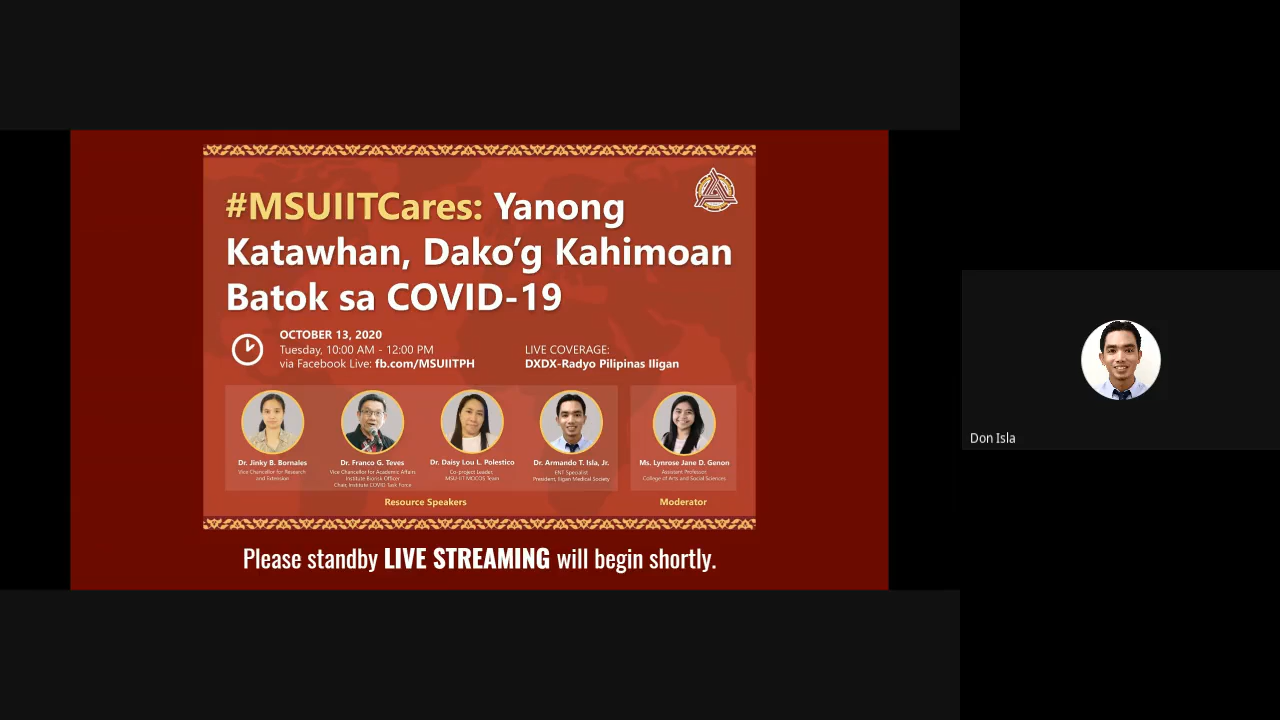 #MSUIITCares: Yanong
Katawhan, Dako'g Kahimoan
Batok sa COVID-19
OCTOBER 13, 2020
Tuesday, 10:00 AM - 12:00 PM
via Facebook Live: fb.com/MSUIITPH
LIVE COVERAGE:
DXDX-Radyo Pilipinas Iligan
Dr. Jinky B. Bornales
Vice Chancellor for Research
and Extension
Dr. Franco G. Teves
Vice Chancellor for Academic Affairs
Institute Biorisk Officer
Chair, Institute COVID Task Force
Dr. Daisy Lou L. Polestico
Co-project Leader,
MSU-IIT MOCOS Team
Dr. Armando T. Isla, Jr.
ENT Specialist
President, Iligan Medical Society
Resource Speakers
Ms. Lynrose Jane D. Genon
Assistant Professor
College of Arts and Social Sciences
Moderator
Please standby LIVE STREAMING will begin shortly.
Don Isla